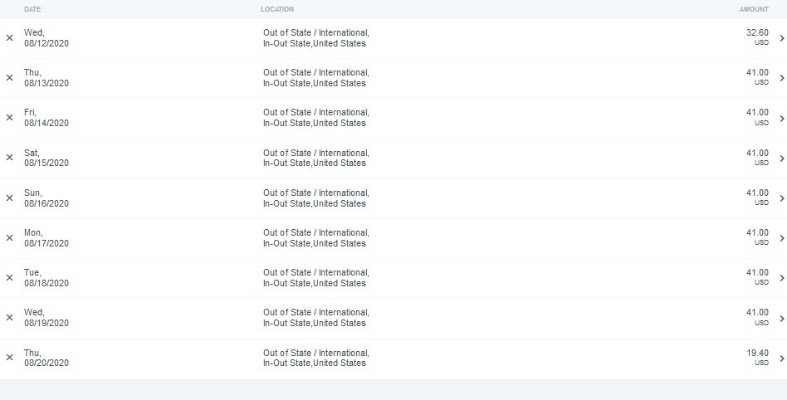 DATE LOCATION AMOUNT
Wed, Out of State / International, 32.60
08/12/2020 In-Out State,United States USD
Thu, Out of State / International, 41.00
08/13/2020 In-Out State,United States USD
Fri, Out of State / International, 41.00
08/14/2020 In-Out State,United States USD
Sat, Out of State / International, 41.00
08/15/2020 In-Out State,United States USD
Sun, Out of State / International, 41.00
08/16/2020 In-Out State,United States USD
Mon, Out of State / International, 41.00
08/17/2020 In-Out State,United States USD
Tue, Out of State / International, 41.00
08/18/2020 In-Out State,United States USD
Wed, Out of State / International, 41.00
08/19/2020 In-Out State,United States USD
Thu, Out of State / International, 19.40
08/20/2020 In-Out State,United States USD